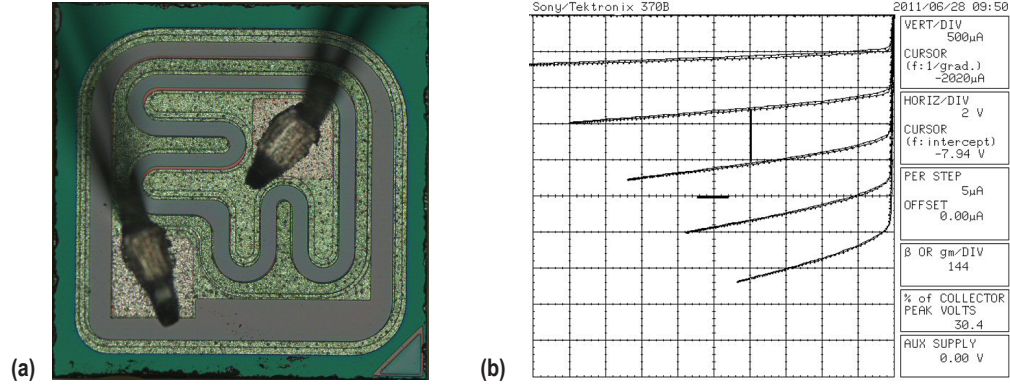 Sony/Tektronix 370B
2011/06/28 09:50
VERT/DIV
500µA
CURSOR
(f:1/grad.)
-2020µA
HORIZ/DIV
2 V
CURSOR
(f:intercept)
-7.94 V
PER STEP
5µA
OFFSET
0.00µA
β OR gm/DIV
144
% of COLLECTOR
PEAK VOLTS
30.4
AUX SUPPLY
0.00 V
(a)
(b)